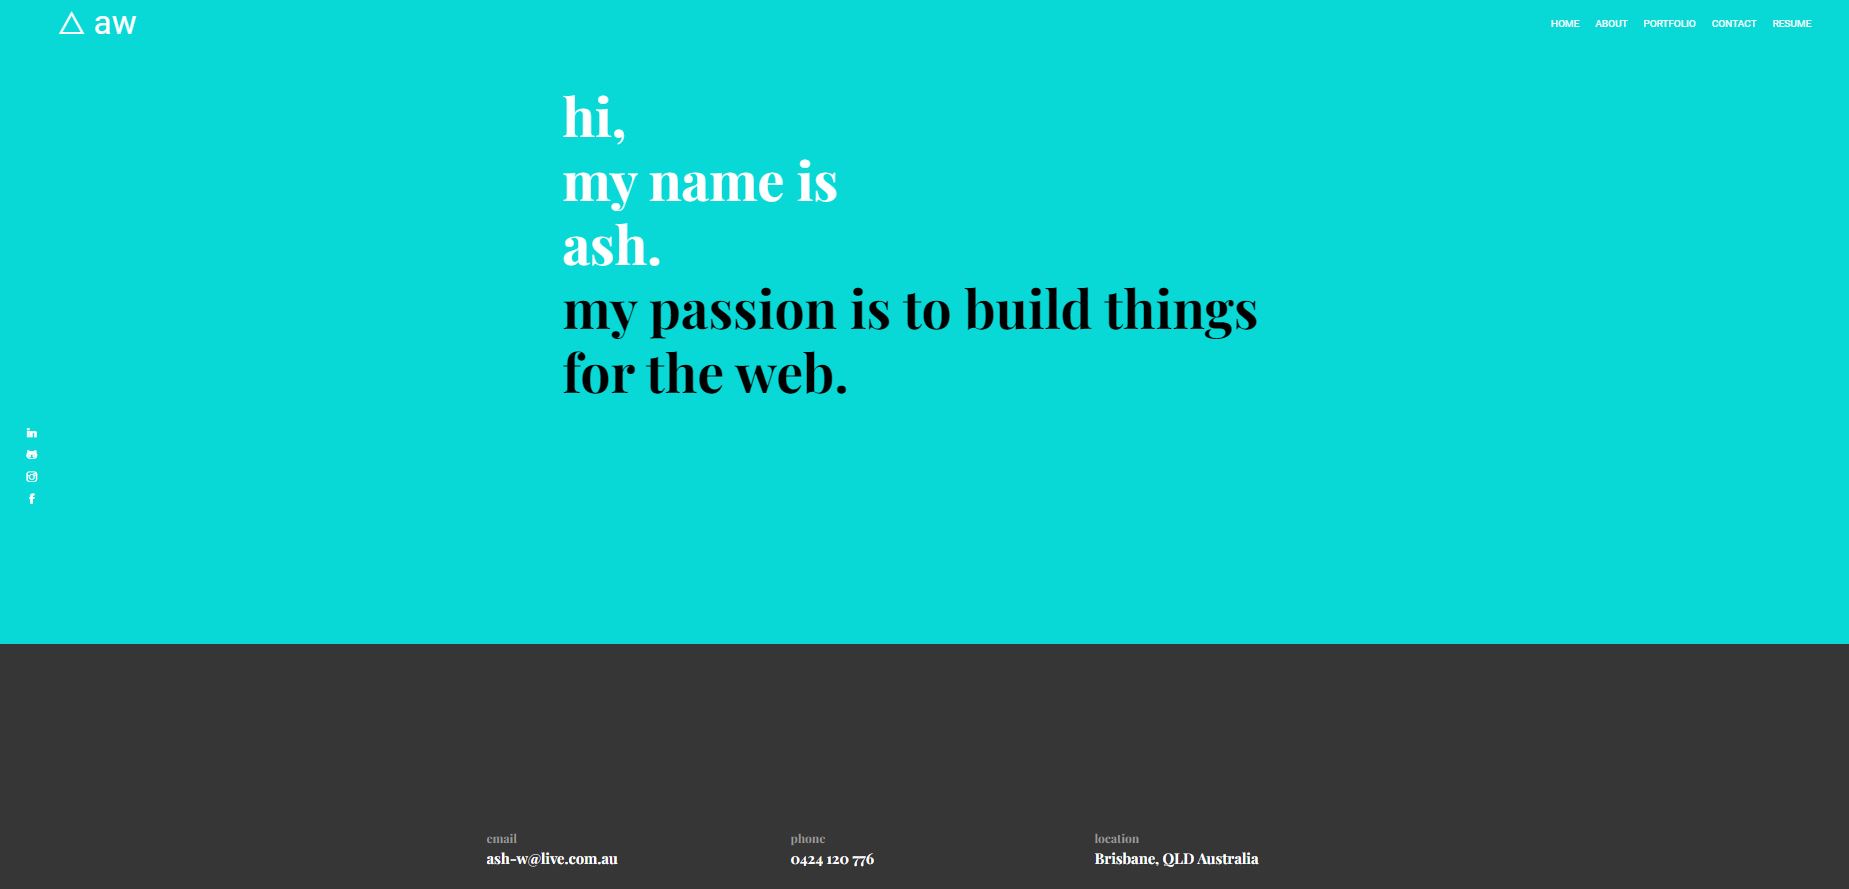 aw
HOME ABOUT PORTFOLIO CONTACT RESUME
hi,
my name is
ash.
my passion is to build things
for the web.
email
ash-w@live.com.au
phone
0424 120 776
location
Brisbane, QLD Australia